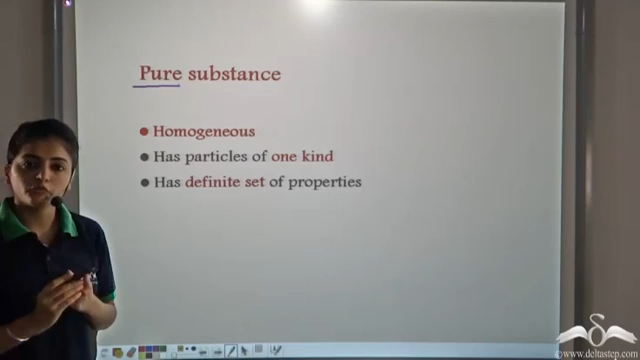 Pure substance
● Homogeneous
● Has particles of one kind
● Has definite set of properties
©www.deltastep.com